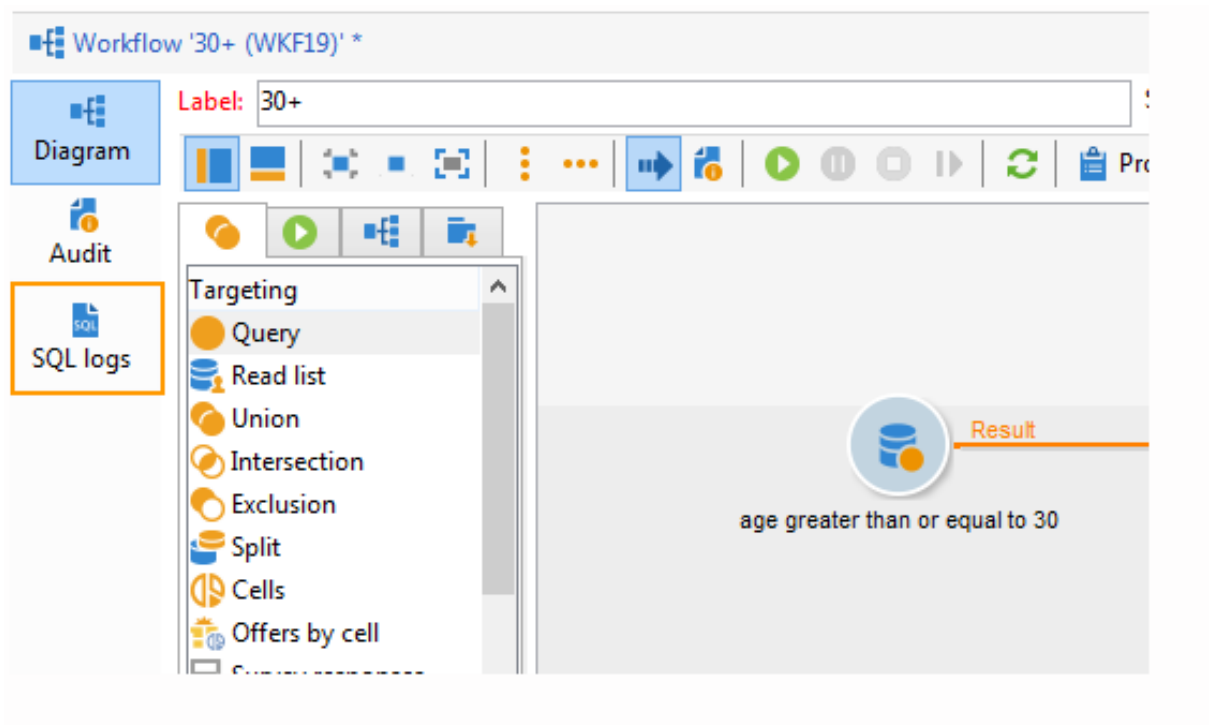 Workflow '30+ (WKF19)' *
Label: 30+
Diagram
Audit
SQL
SQL logs
Targeting
Query
Read list
Union
Intersection
Exclusion
Split
Cells
Offers by cell
Result
age greater than or equal to 30